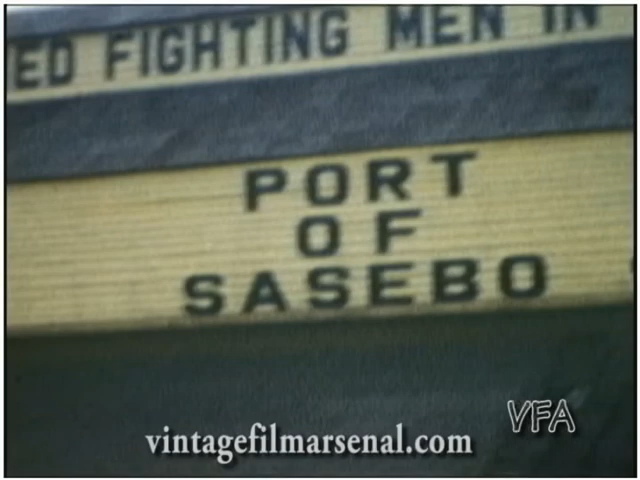 ED FIGHTING MEN IN
PORT
OF
SASEBO
VFA
vintagefilmarsenal.com